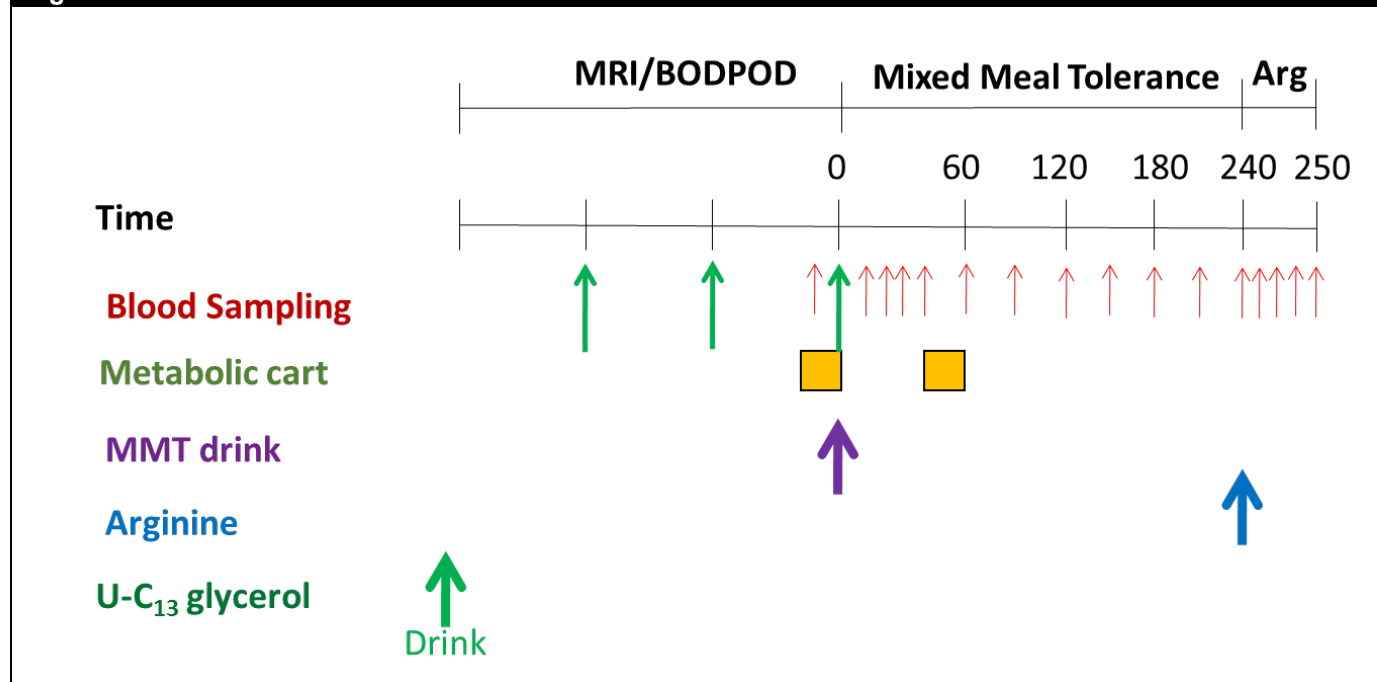 MRI/BODPOD Mixed Meal Tolerance Arg
0 60 120 180 240 250
Time
Blood Sampling
Metabolic cart
MMT drink
Arginine
U-C₁₃ glycerol
Drink